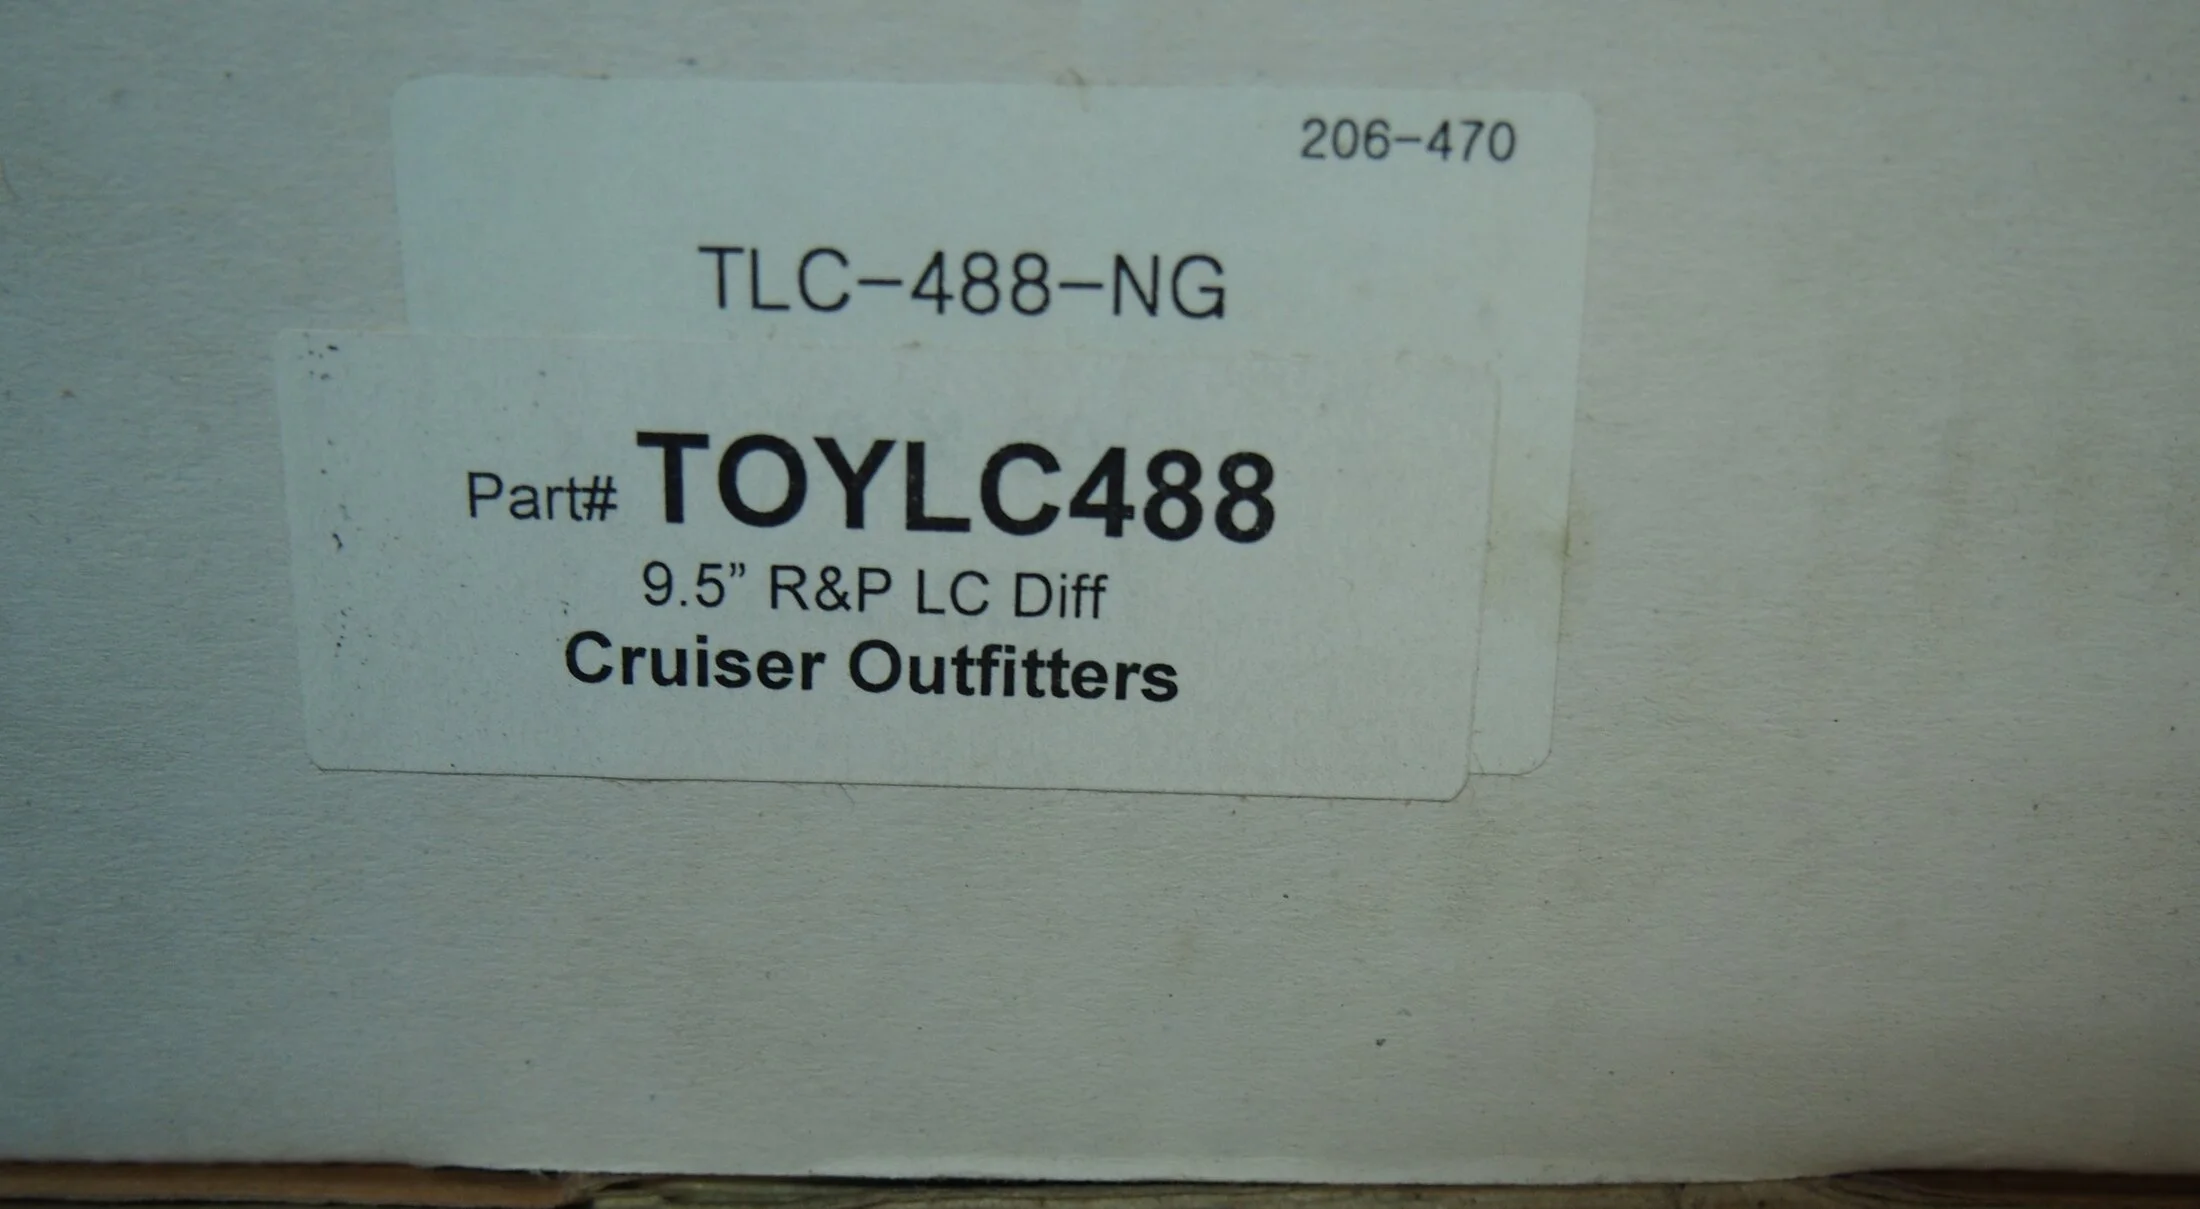 206-470
TLC-488-NG
Part# TOYLC488
9.5” R&P LC Diff
Cruiser Outfitters